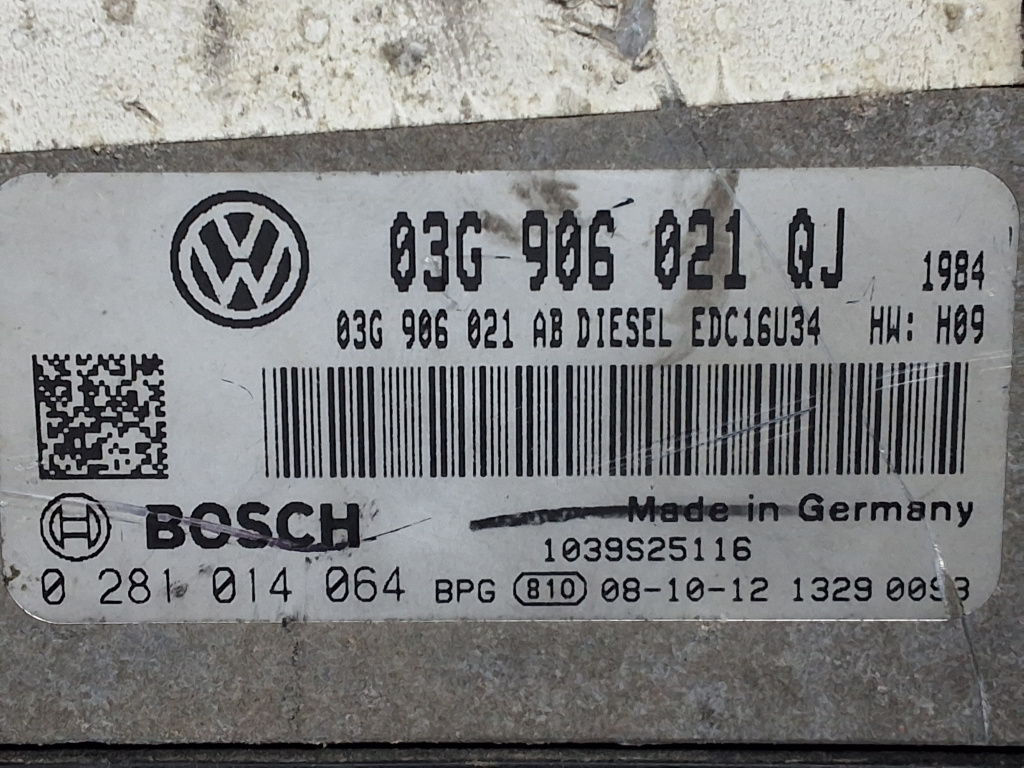 03G 906 021 QJ 1984
03G 906 021 AB DIESEL EDC16U34 HW: H09
BOSCH Made in Germany
1039S25116
0 281 014 064 BPG 810 08-10-12 1329